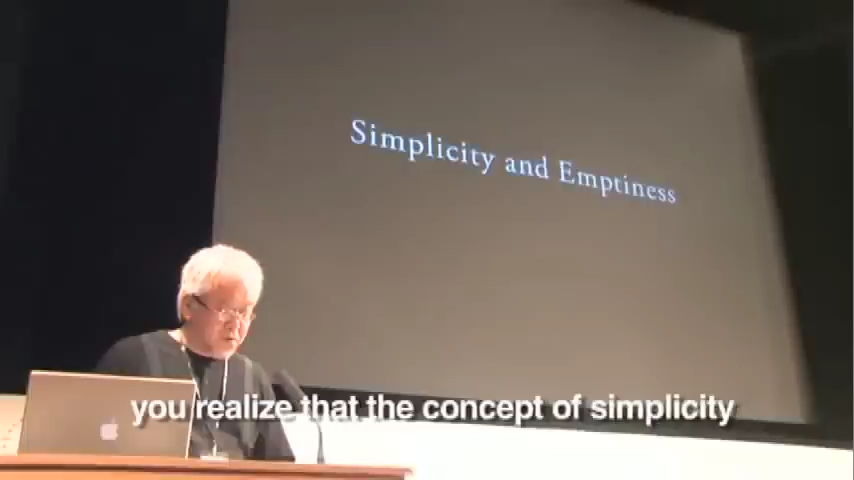 Simplicity and Emptiness
you realize that the concept of simplicity